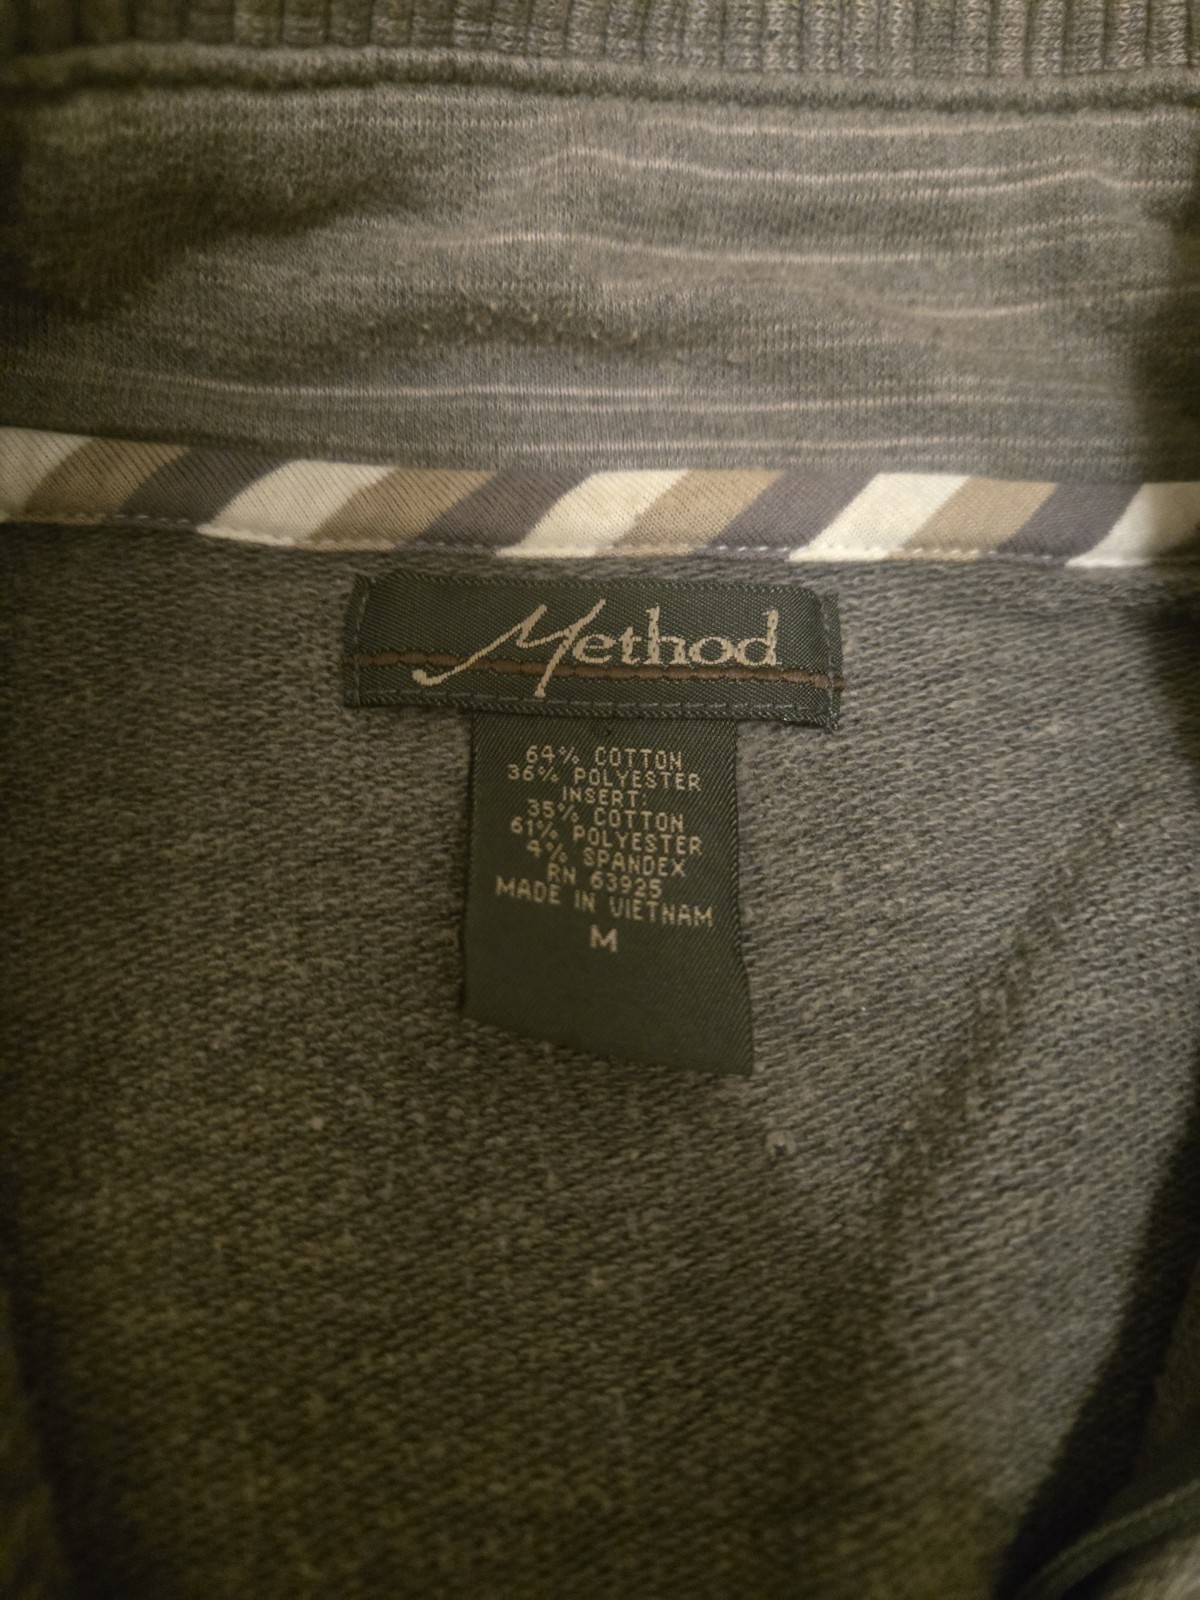 Method
64% COTTON
36% POLYESTER
INSERT:
35% COTTON
61% POLYESTER
4% SPANDEX
RN 63925
MADE IN VIETNAM
M